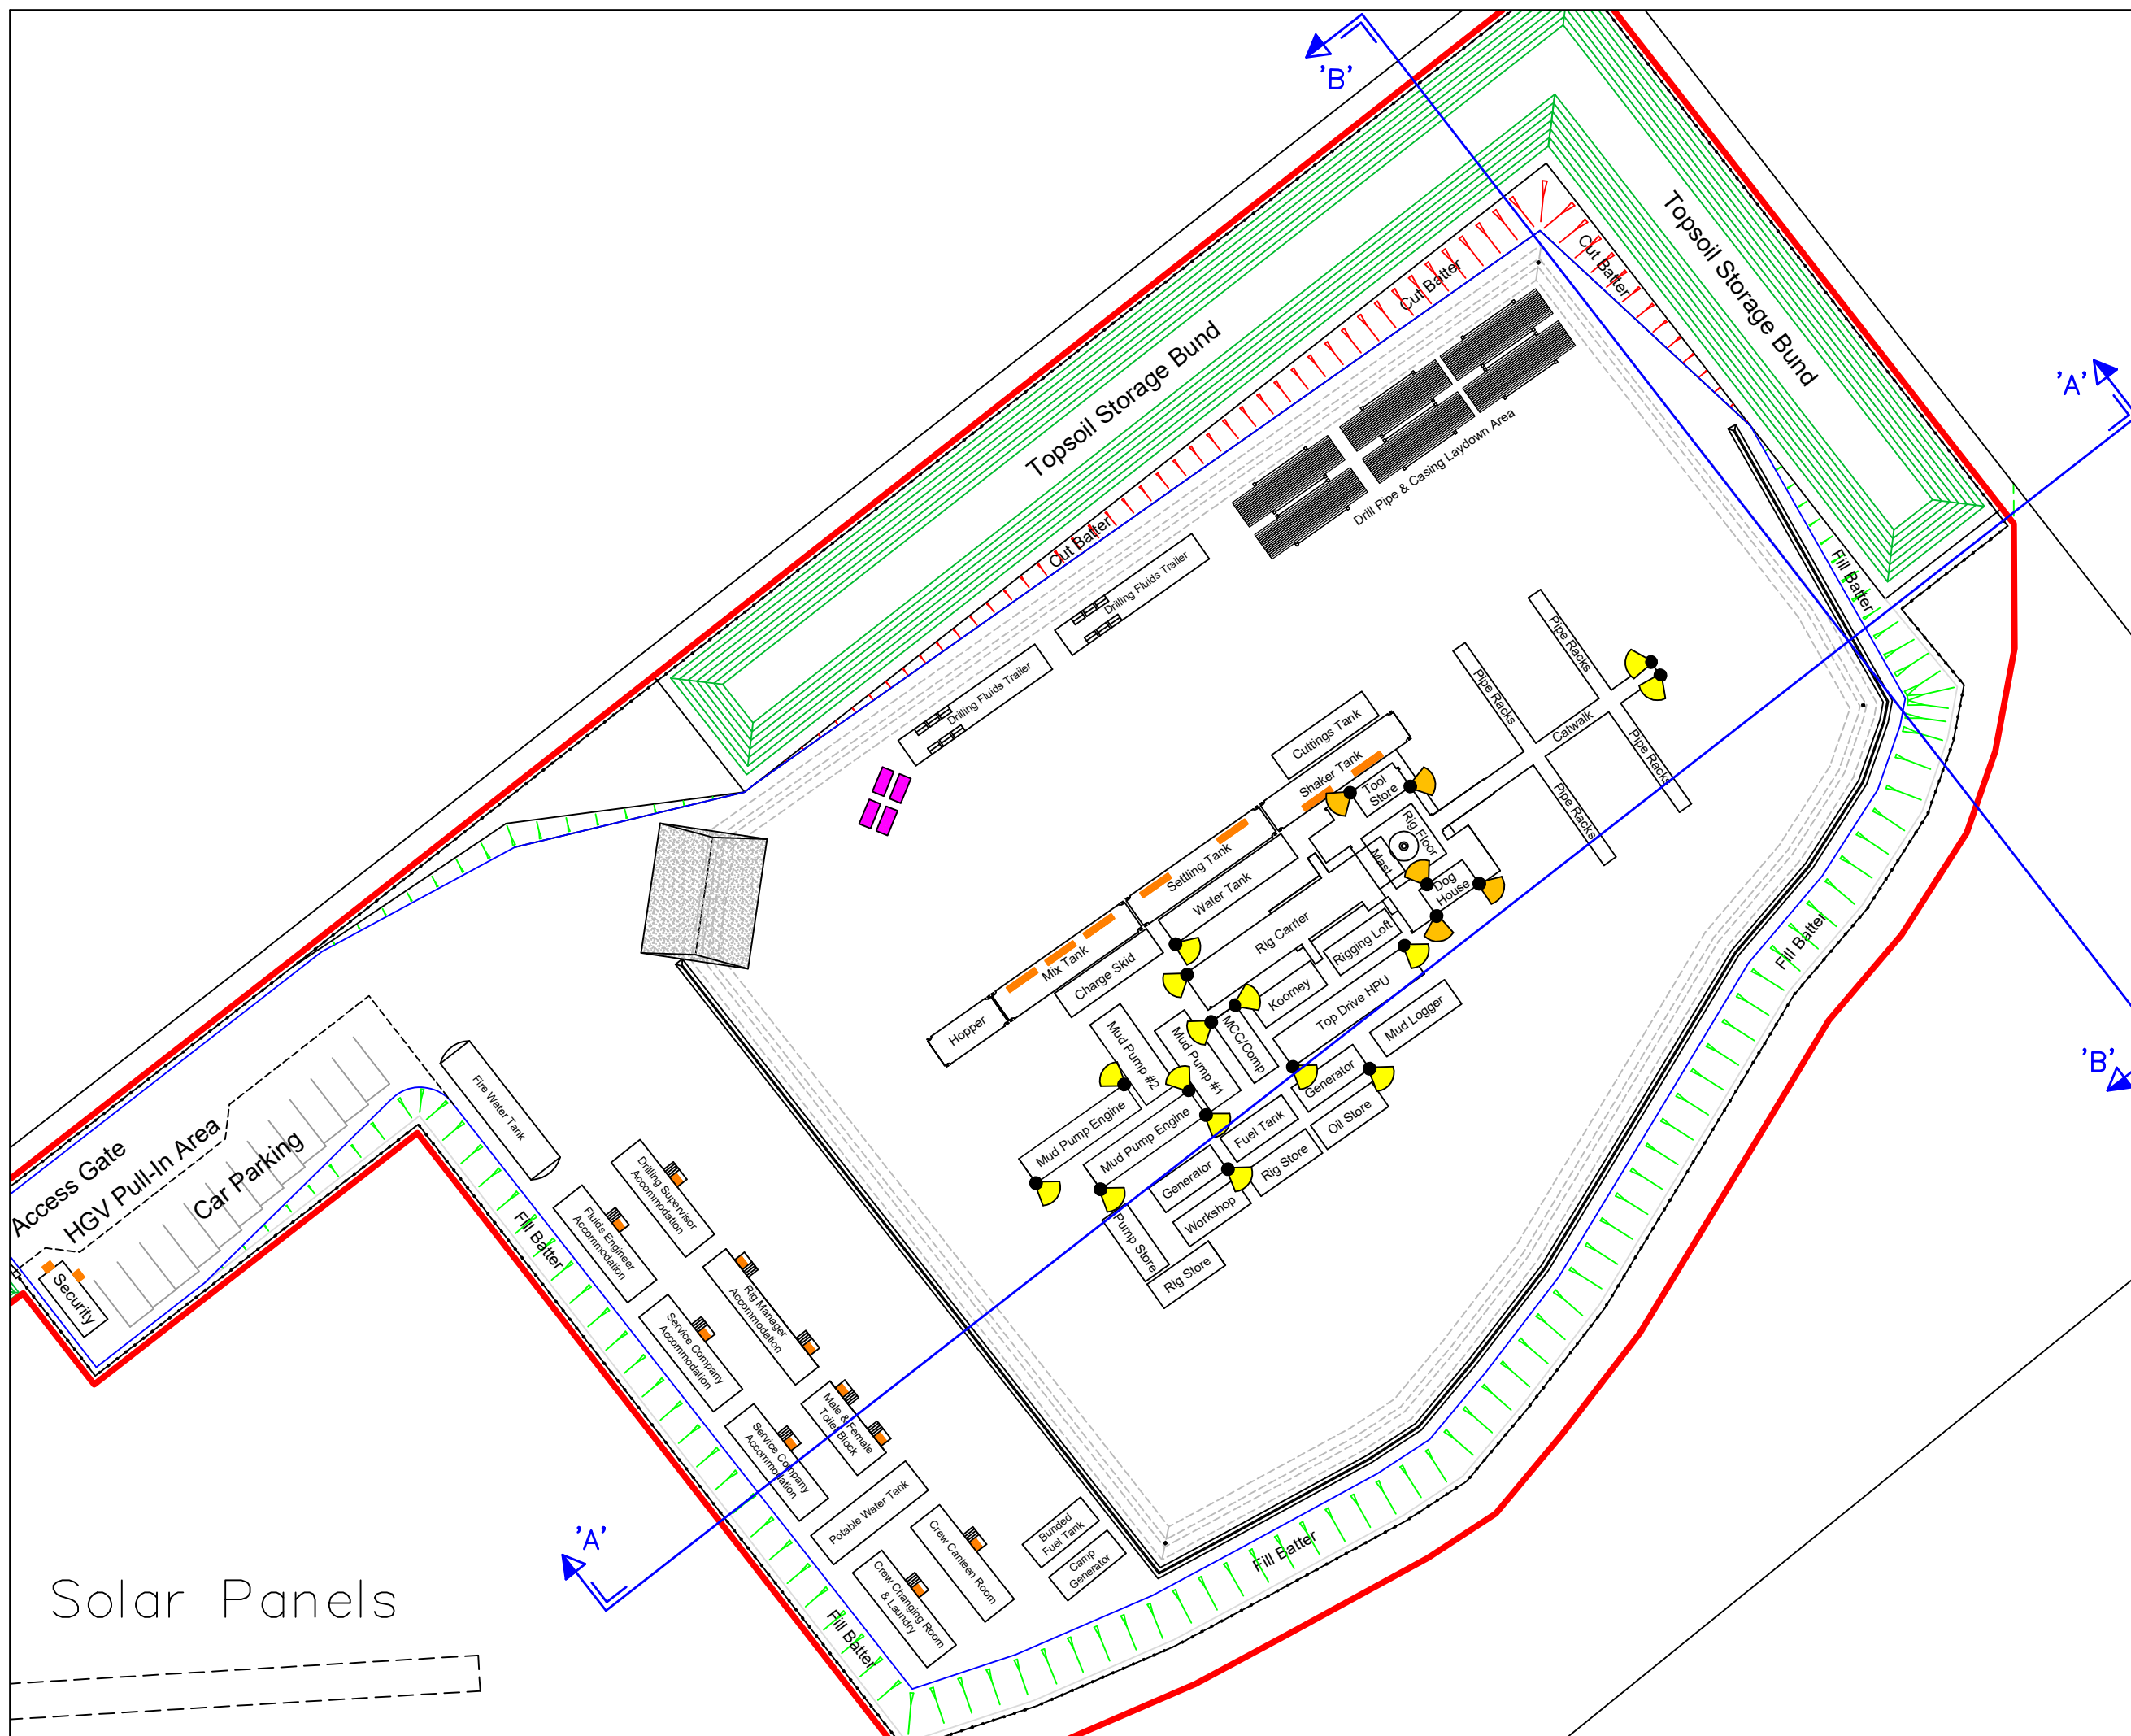 'B'
Topsoil Storage Bund
Cut Batter
Cut Batter
Topsoil Storage Bund
'A'
Drill Pipe & Casing Laydown Area
Cut Batter
Drilling Fluids Trailer
Drilling Fluids Trailer
Fill Batter
Pipe Racks
Pipe Racks
Catwalk
Pipe Racks
Pipe Racks
Cuttings Tank
Shaker Tank
Tool
Store
Rig Floor
Mast
Dog
House
Settling Tank
Water Tank
Rig Carrier
Rigging Loft
Mix Tank
Charge Skid
Koomey
Top Drive HPU
Mud Logger
Hopper
Mud Pump #2
Mud Pump #1
MCC/Comp
Generator
Oil Store
Fuel Tank
Mud Pump Engine
Mud Pump Engine
Rig Store
Generator
Workshop
Pump Store
Rig Store
Fill Batter
'B'
Fire Water Tank
Access Gate
HGV Pull-In Area
Car Parking
Security
Fill Batter
Drilling Supervisor
Accommodation
Fluids Engineer
Accommodation
Rig Manager
Accommodation
Service Company
Accommodation
Male & Female
Toilet Block
Service Company
Accommodation
Potable Water Tank
Crew Canteen Room
Bunded
Fuel Tank
Camp
Generator
Crew Changing Room
& Laundry
Fill Batter
Fill Batter
'A'
Solar Panels